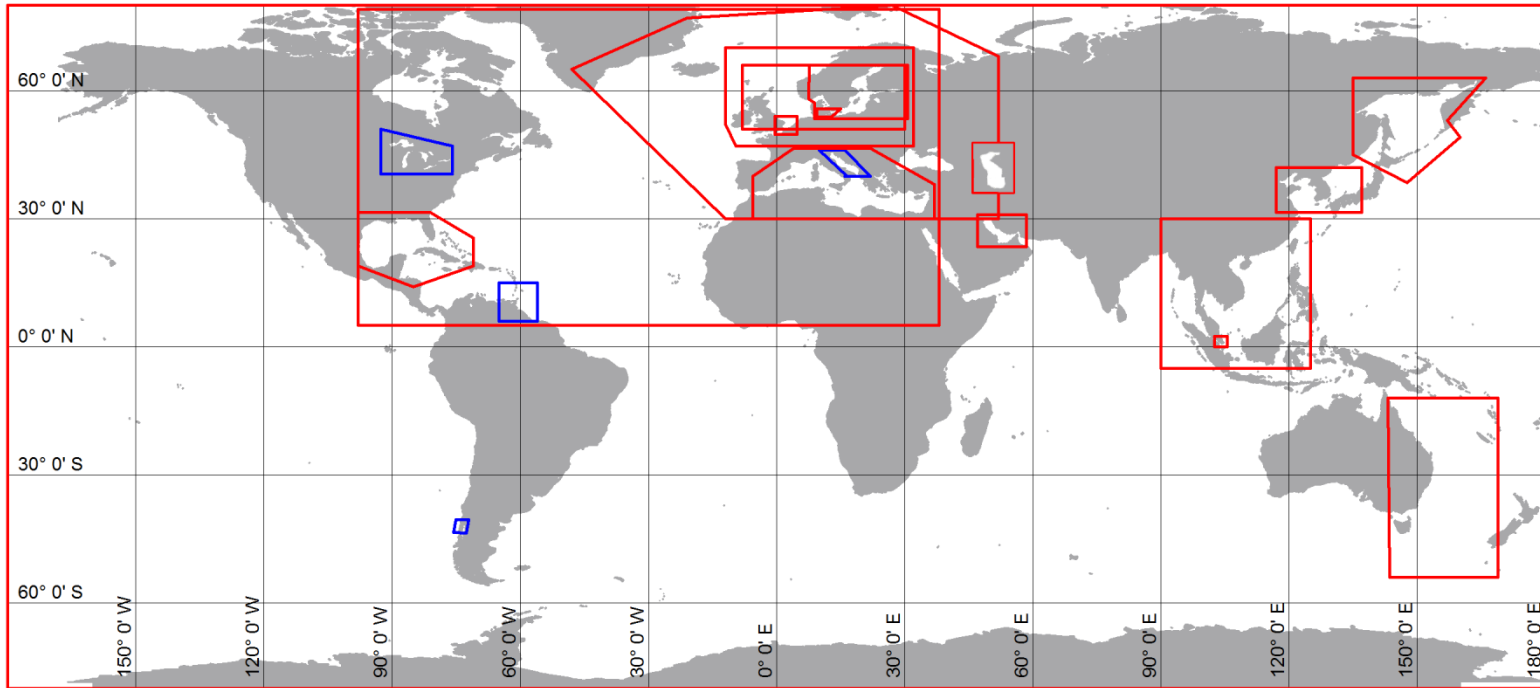 60° 0' N
30° 0' N
0° 0' N
30° 0' S
60° 0' S
150° 0' W
120° 0' W
90° 0' W
60° 0' W
30° 0' W
0° 0' E
30° 0' E
60° 0' E
90° 0' E
120° 0' E
150° 0' E
180° 0' E